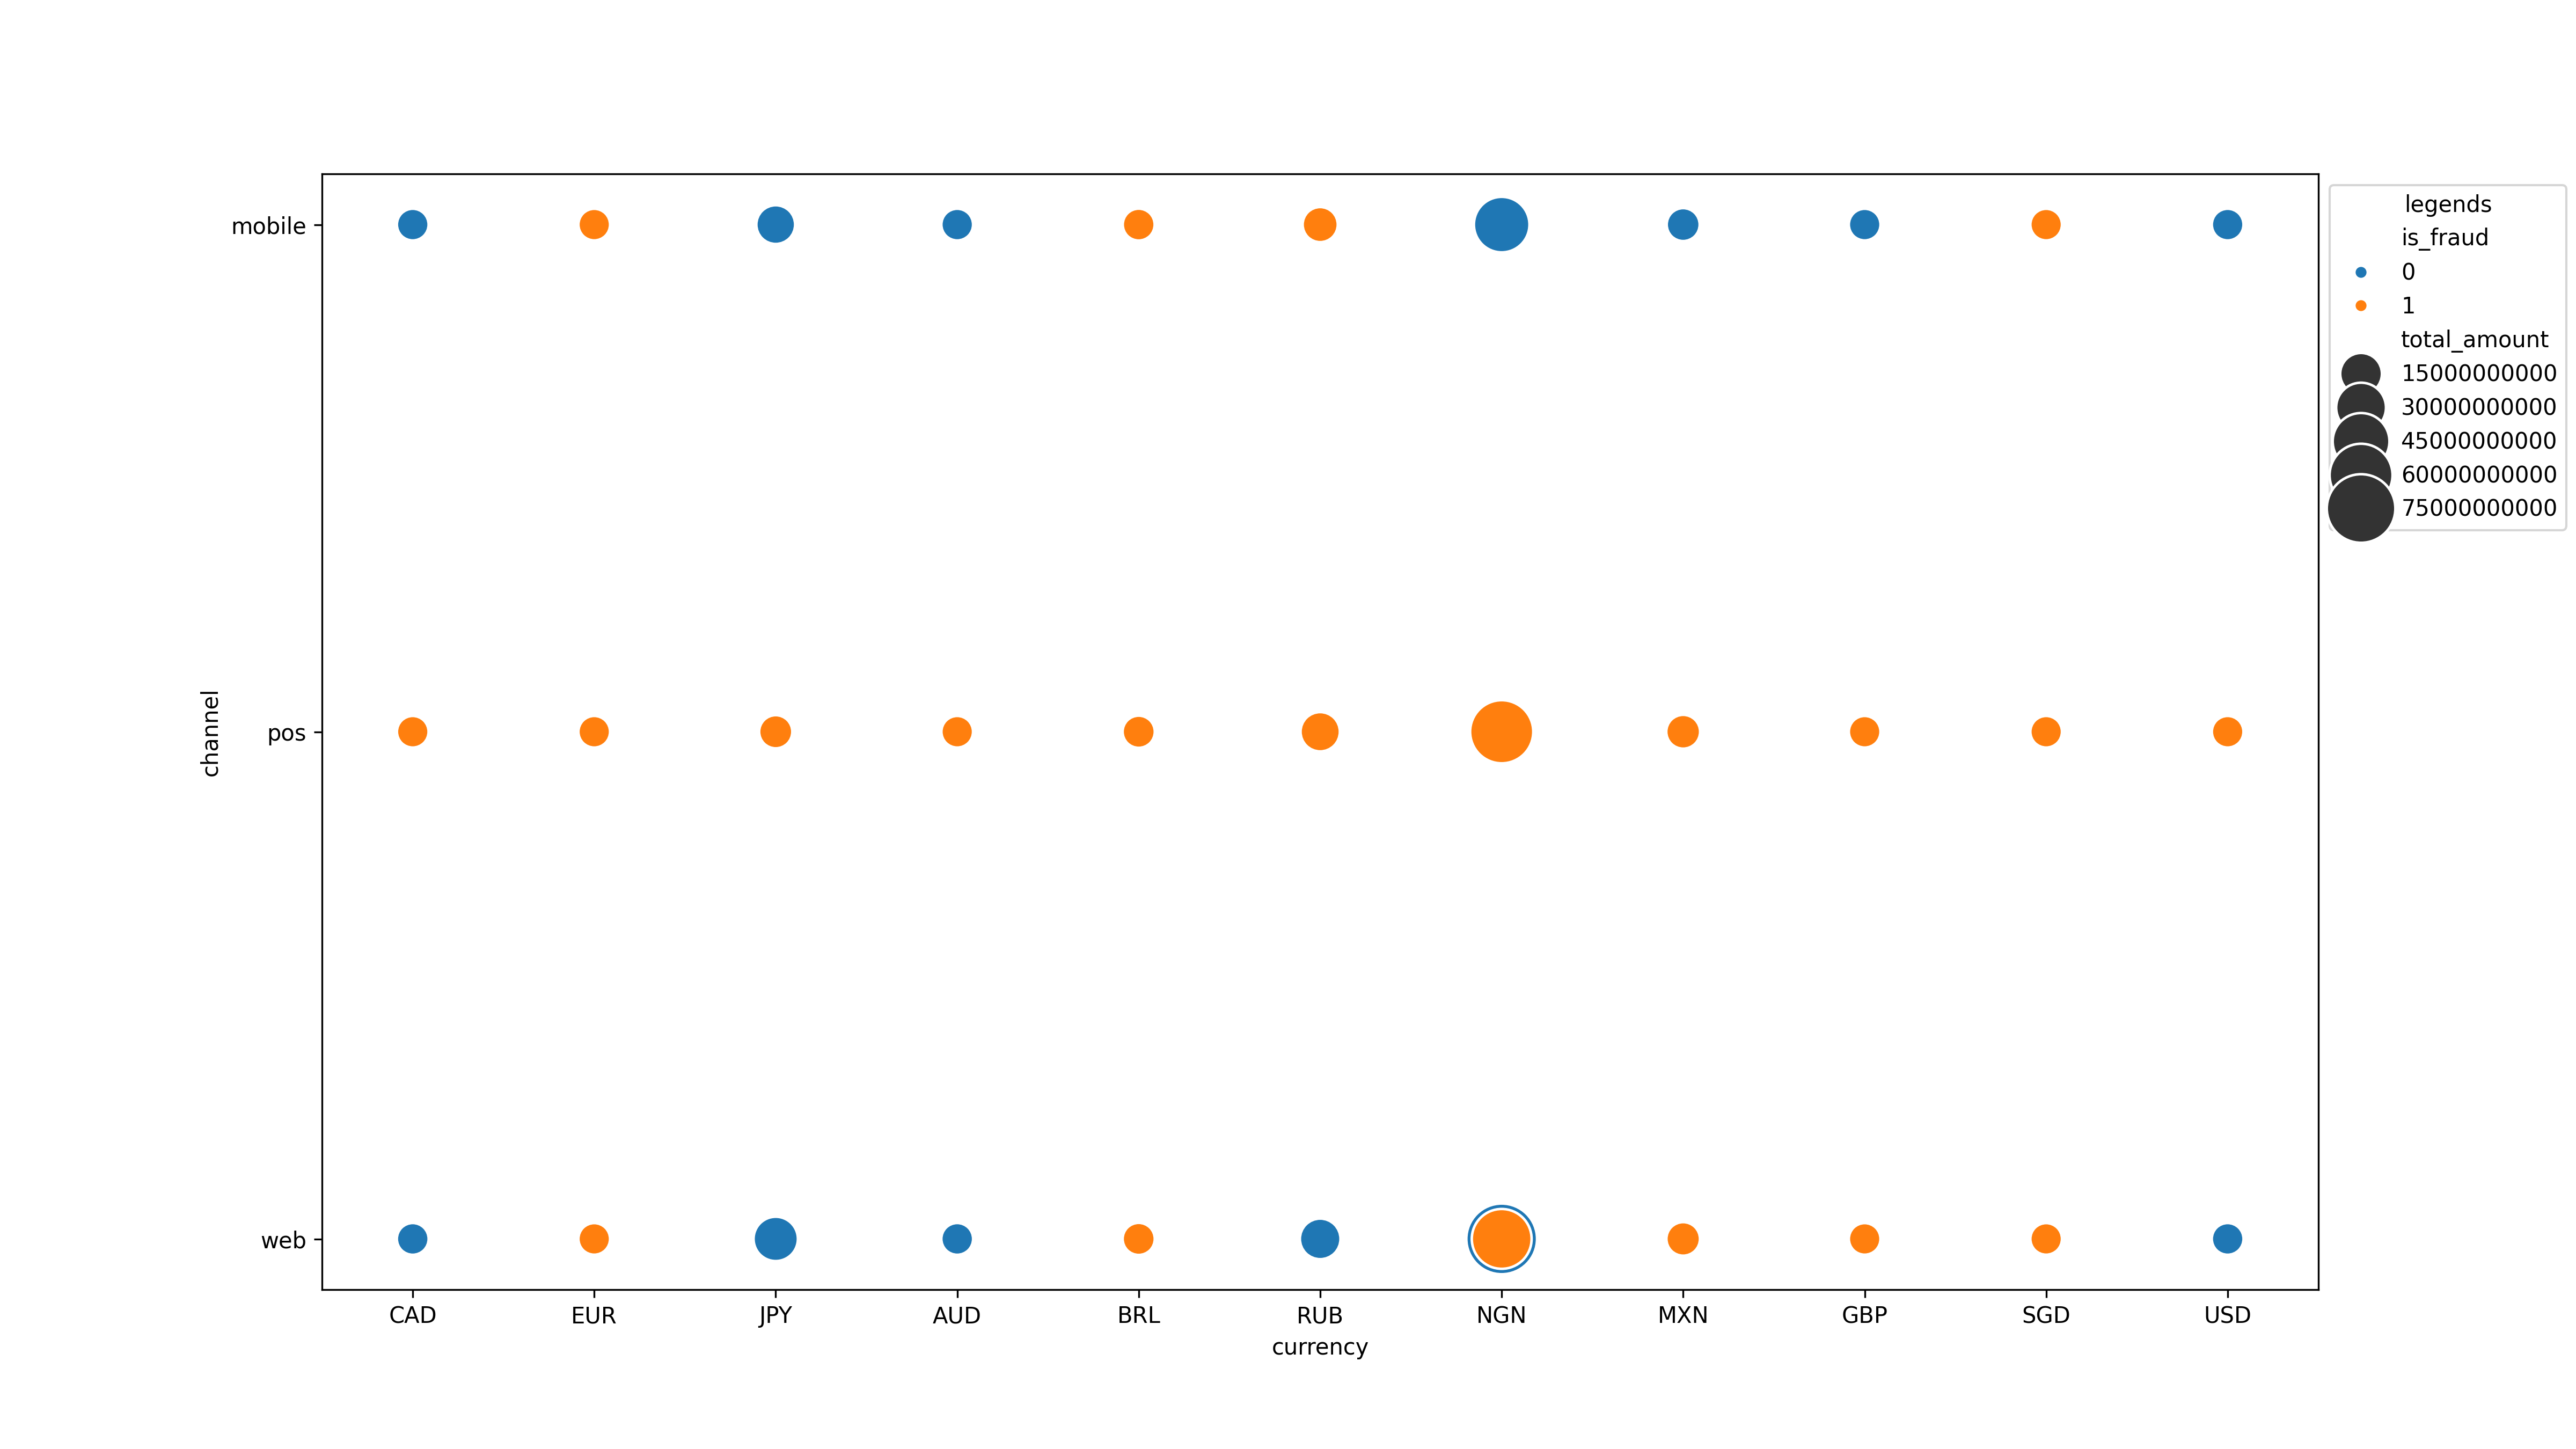 legends
is_fraud
0
1
total_amount
15000000000
30000000000
45000000000
60000000000
75000000000
mobile
pos
web
channel
CAD EUR JPY AUD BRL RUB NGN MXN GBP SGD USD
currency